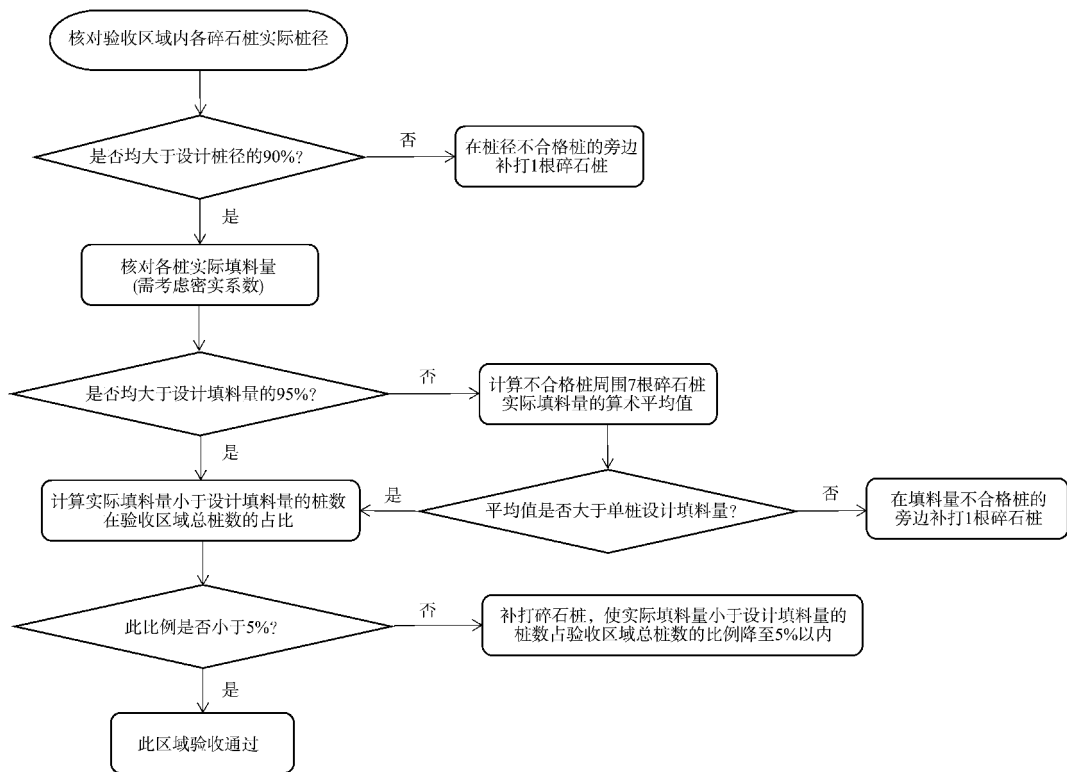 核对验收区域内各碎石桩实际桩径
是否均大于设计桩径的90%?
否
在桩径不合格桩的旁边
补打1根碎石桩
是
核对各桩实际填料量
(需考虑密实系数)
是否均大于设计填料量的95%?
否
计算不合格桩周围7根碎石桩
实际填料量的算术平均值
是
计算实际填料量小于设计填料量的桩数
在验收区域总桩数的占比
是
平均值是否大于单桩设计填料量?
否
在填料量不合格桩的
旁边补打1根碎石桩
此比例是否小于5%?
否
补打碎石桩，使实际填料量小于设计填料量的
桩数占验收区域总桩数的比例降至5%以内
是
此区域验收通过